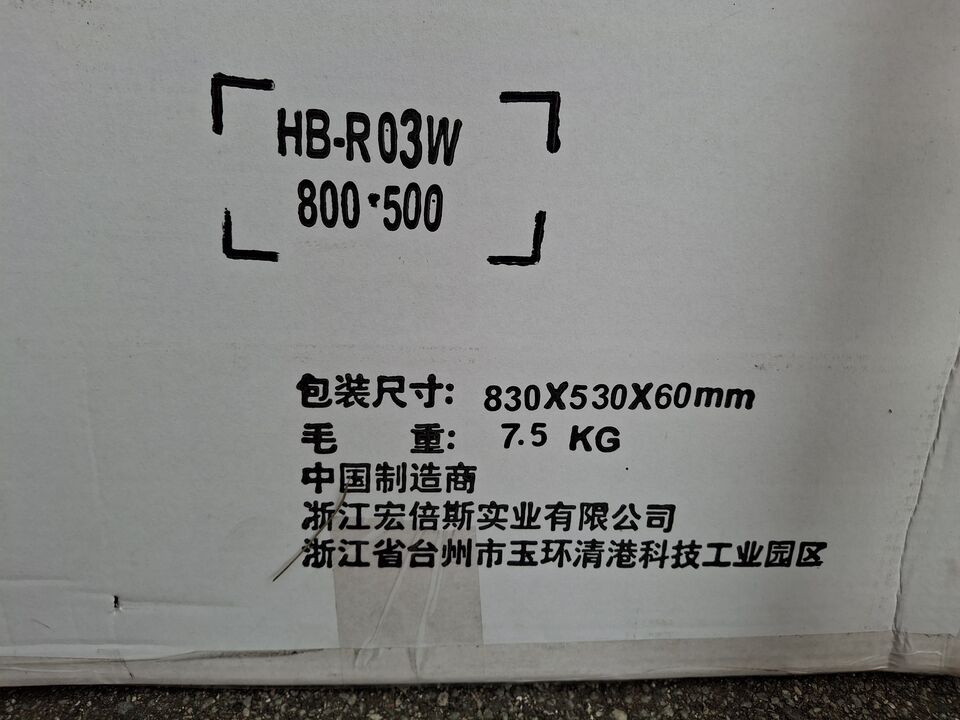 HB-R03W
800*500
包装尺寸: 830X530X60mm
毛 重: 7.5 KG
中国制造商
浙江宏倍斯实业有限公司
浙江省台州市玉环清港科技工业园区